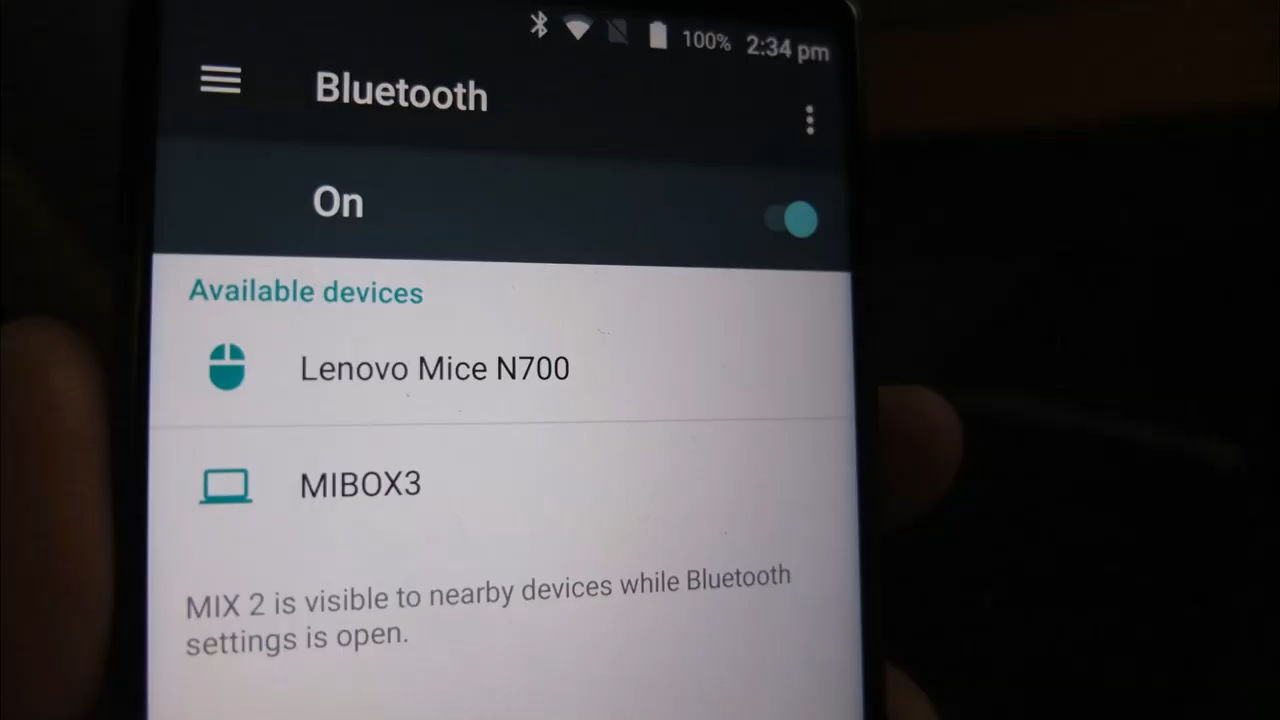 100% 2:34 pm
Bluetooth
On
Available devices
Lenovo Mice N700
MIBOX3
MIX 2 is visible to nearby devices while Bluetooth
settings is open.